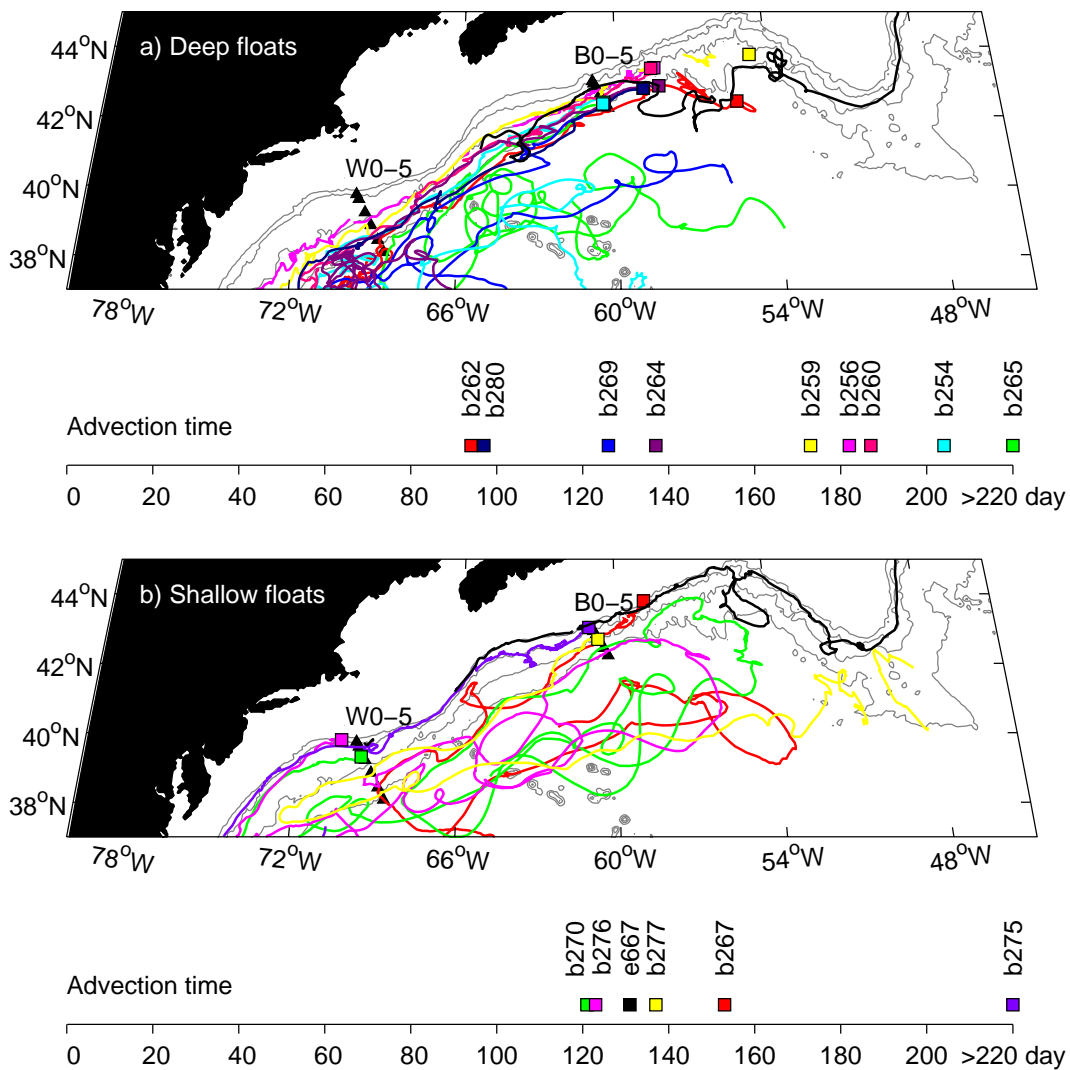 a) Deep floats
B0−5
W0−5
44°N
42°N
40°N
38°N
78°W
72°W
66°W
60°W
54°W
48°W
b262
b280
b269
b264
b259
b256
b260
b254
b265
Advection time
0 20 40 60 80 100 120 140 160 180 200 >220 day
b) Shallow floats
B0−5
W0−5
44°N
42°N
40°N
38°N
78°W
72°W
66°W
60°W
54°W
48°W
b270
b276
e667
b277
b267
b275
Advection time
0 20 40 60 80 100 120 140 160 180 200 >220 day